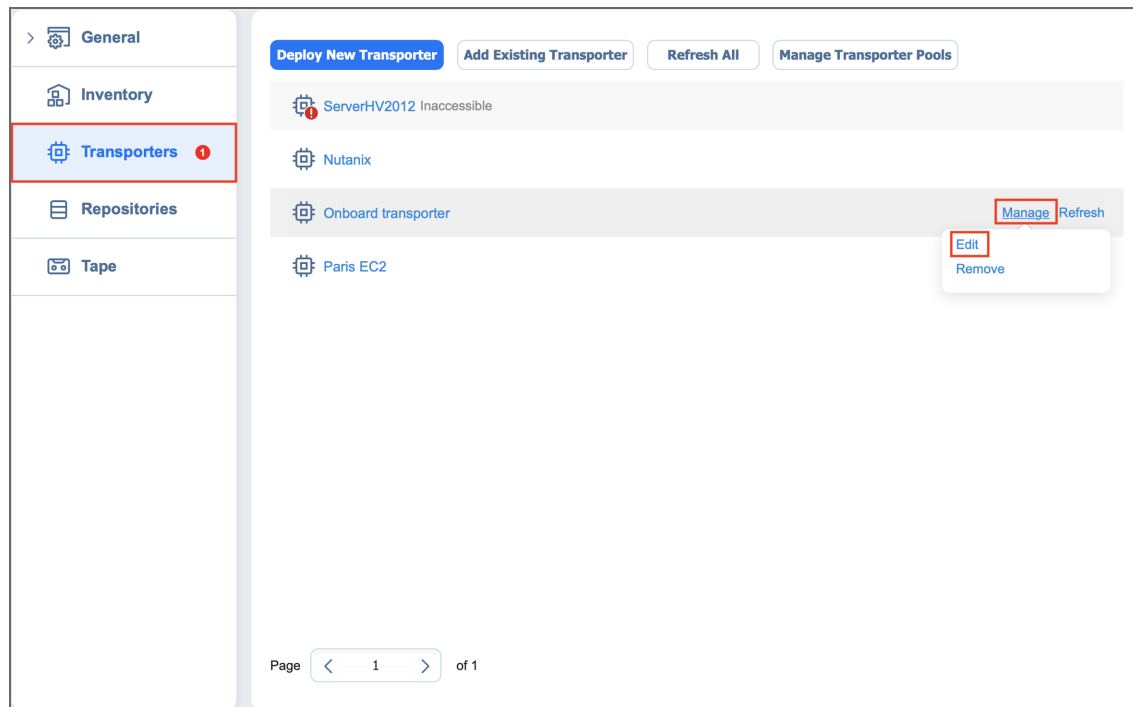 General
Inventory
Transporters 1
Repositories
Tape
Deploy New Transporter Add Existing Transporter Refresh All Manage Transporter Pools
ServerHV2012 Inaccessible
Nutanix
Onboard transporter Manage Refresh
Edit
Remove
Paris EC2
Page 1 of 1